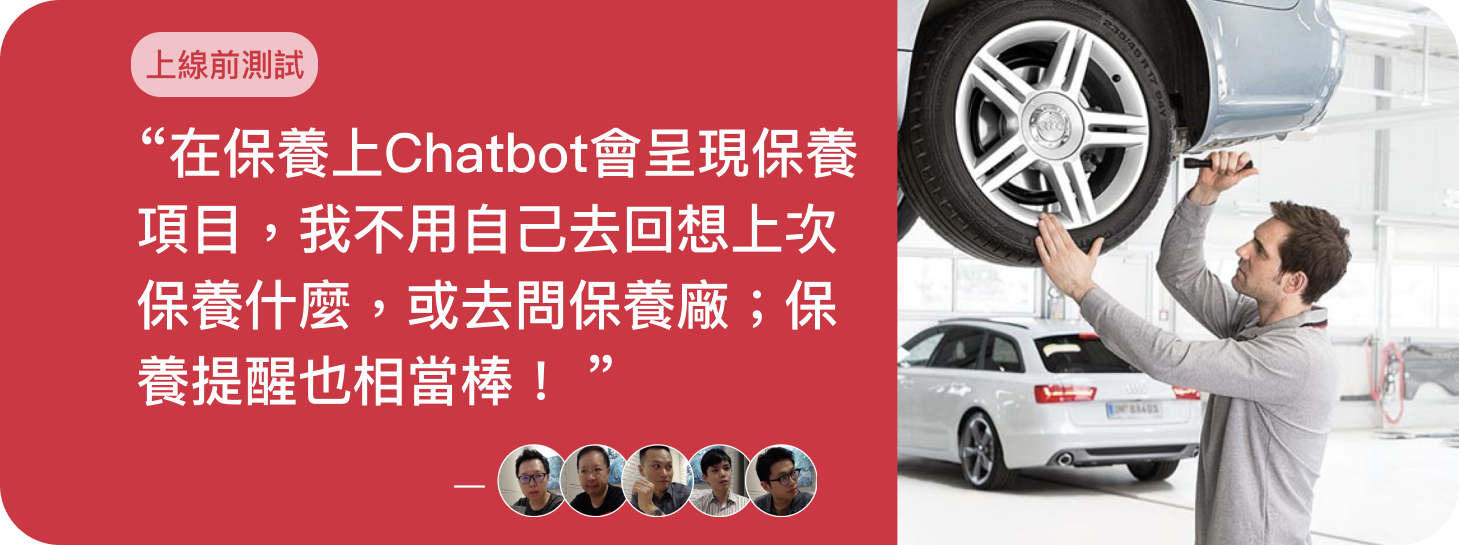 上線前測試
“在保養上Chatbot會呈現保養
項目，我不用自己去回想上次
保養什麼，或去問保養廠；保
養提醒也相當棒！ ”
—